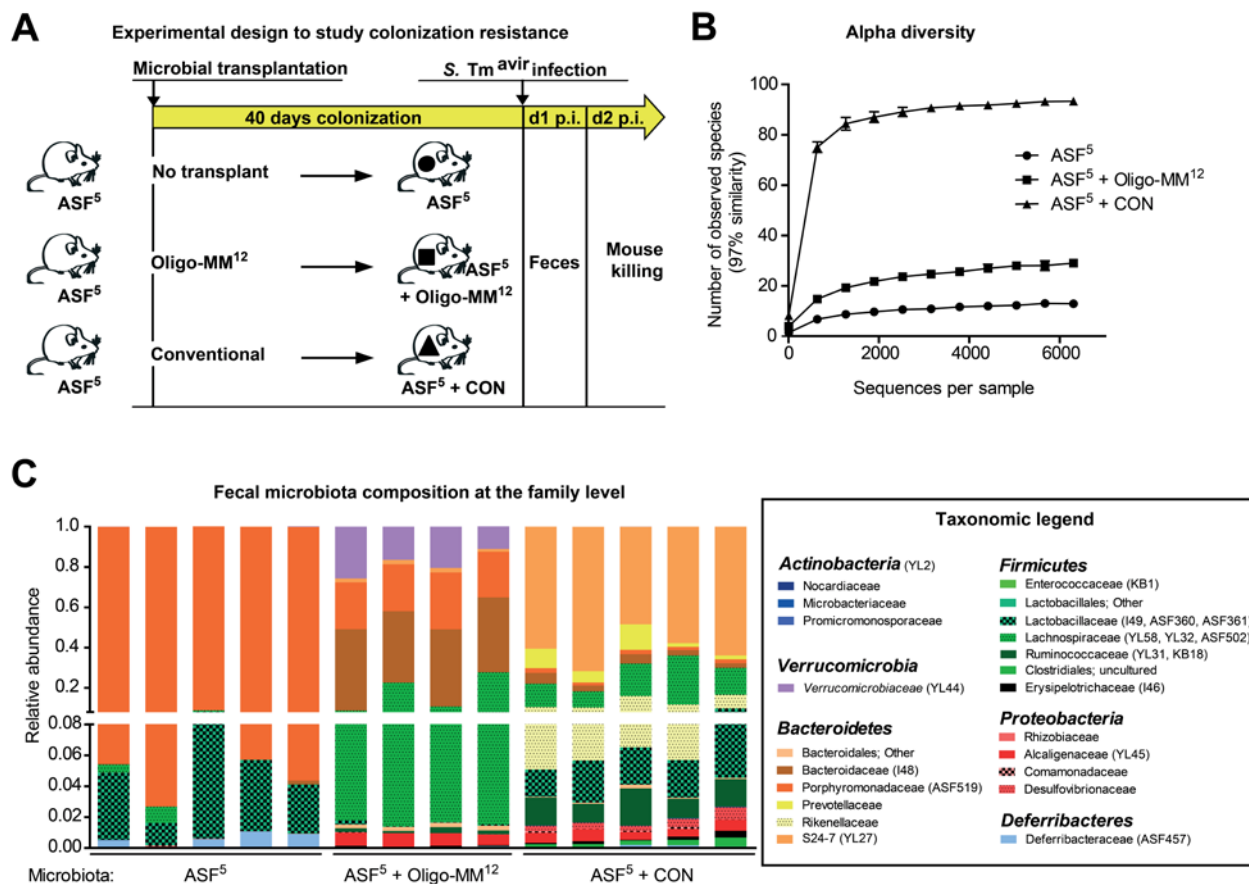 A
Experimental design to study colonization resistance
Microbial transplantation
S. Tm avir infection
40 days colonization
d1 p.i.
d2 p.i.
ASF⁵
No transplant
ASF⁵
ASF⁵
Oligo-MM¹²
ASF⁵
+ Oligo-MM¹²
Feces
Mouse
killing
ASF⁵
Conventional
ASF⁵ + CON
B
Alpha diversity
Number of observed species
(97% similarity)
100
80
60
40
20
0
0
2000
4000
6000
Sequences per sample
ASF⁵
ASF⁵ + Oligo-MM¹²
ASF⁵ + CON
C
Fecal microbiota composition at the family level
Relative abundance
1.0
0.8
0.6
0.4
0.2
0.08
0.06
0.04
0.02
0.00
Microbiota:
ASF⁵
ASF⁵ + Oligo-MM¹²
ASF⁵ + CON
Taxonomic legend
Actinobacteria (YL2)
Nocardiaceae
Microbacteriaceae
Promicromonosporaceae
Verrucomicrobia
Verrucomicrobiaceae (YL44)
Bacteroidetes
Bacteroidales; Other
Bacteroidaceae (I48)
Porphyromonadaceae (ASF519)
Prevotellaceae
Rikenellaceae
S24-7 (YL27)
Firmicutes
Enterococcaceae (KB1)
Lactobacillales; Other
Lactobacillaceae (I49, ASF360, ASF361)
Lachnospiraceae (YL58, YL32, ASF502)
Ruminococcaceae (YL31, KB18)
Clostridiales; uncultured
Erysipelotrichaceae (I46)
Proteobacteria
Rhizobiaceae
Alcaligenaceae (YL45)
Comamonadaceae
Desulfovibrionaceae
Deferribacteres
Deferribacteraceae (ASF457)